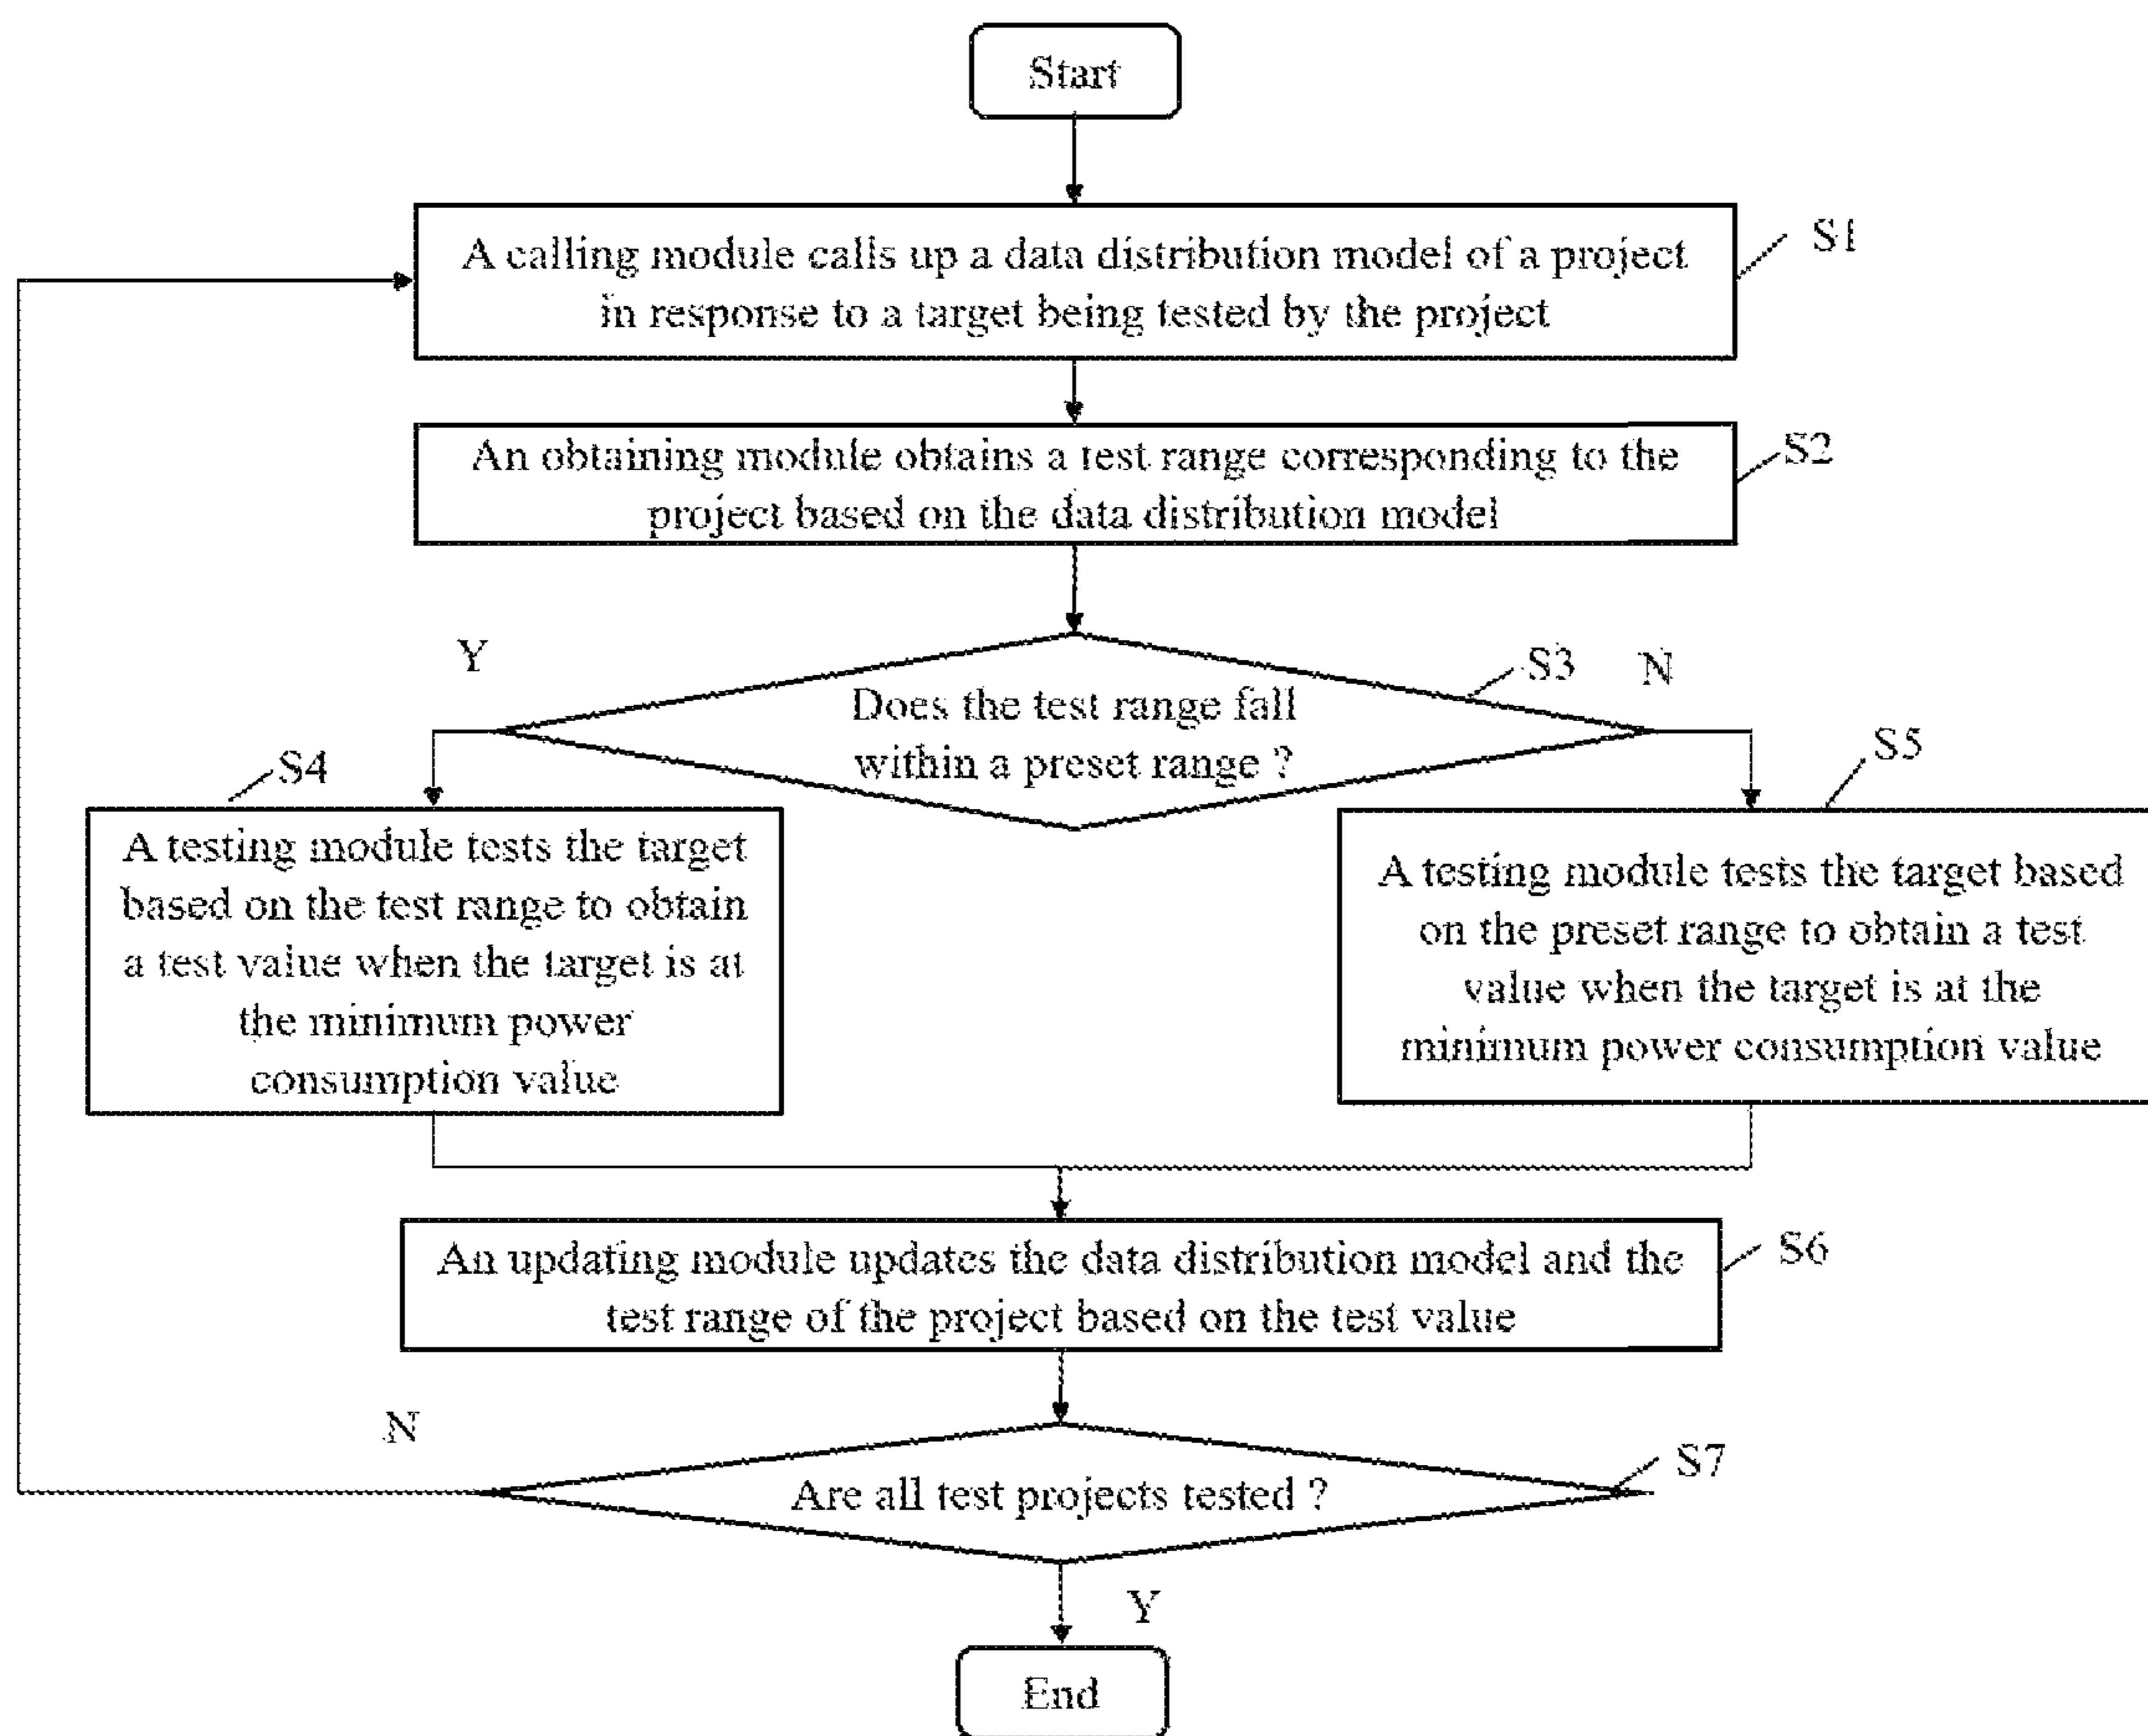 Start
A calling module calls up a data distribution model of a project
in response to a target being tested by the project
S1
An obtaining module obtains a test range corresponding to the
project based on the data distribution model
S2
Y
Does the test range fall
within a preset range ?
S3
N
S4
A testing module tests the target
based on the test range to obtain
a test value when the target is at
the minimum power
consumption value
S5
A testing module tests the target based
on the preset range to obtain a test
value when the target is at the
minimum power consumption value
An updating module updates the data distribution model and the
test range of the project based on the test value
S6
N
Are all test projects tested ?
S7
Y
End